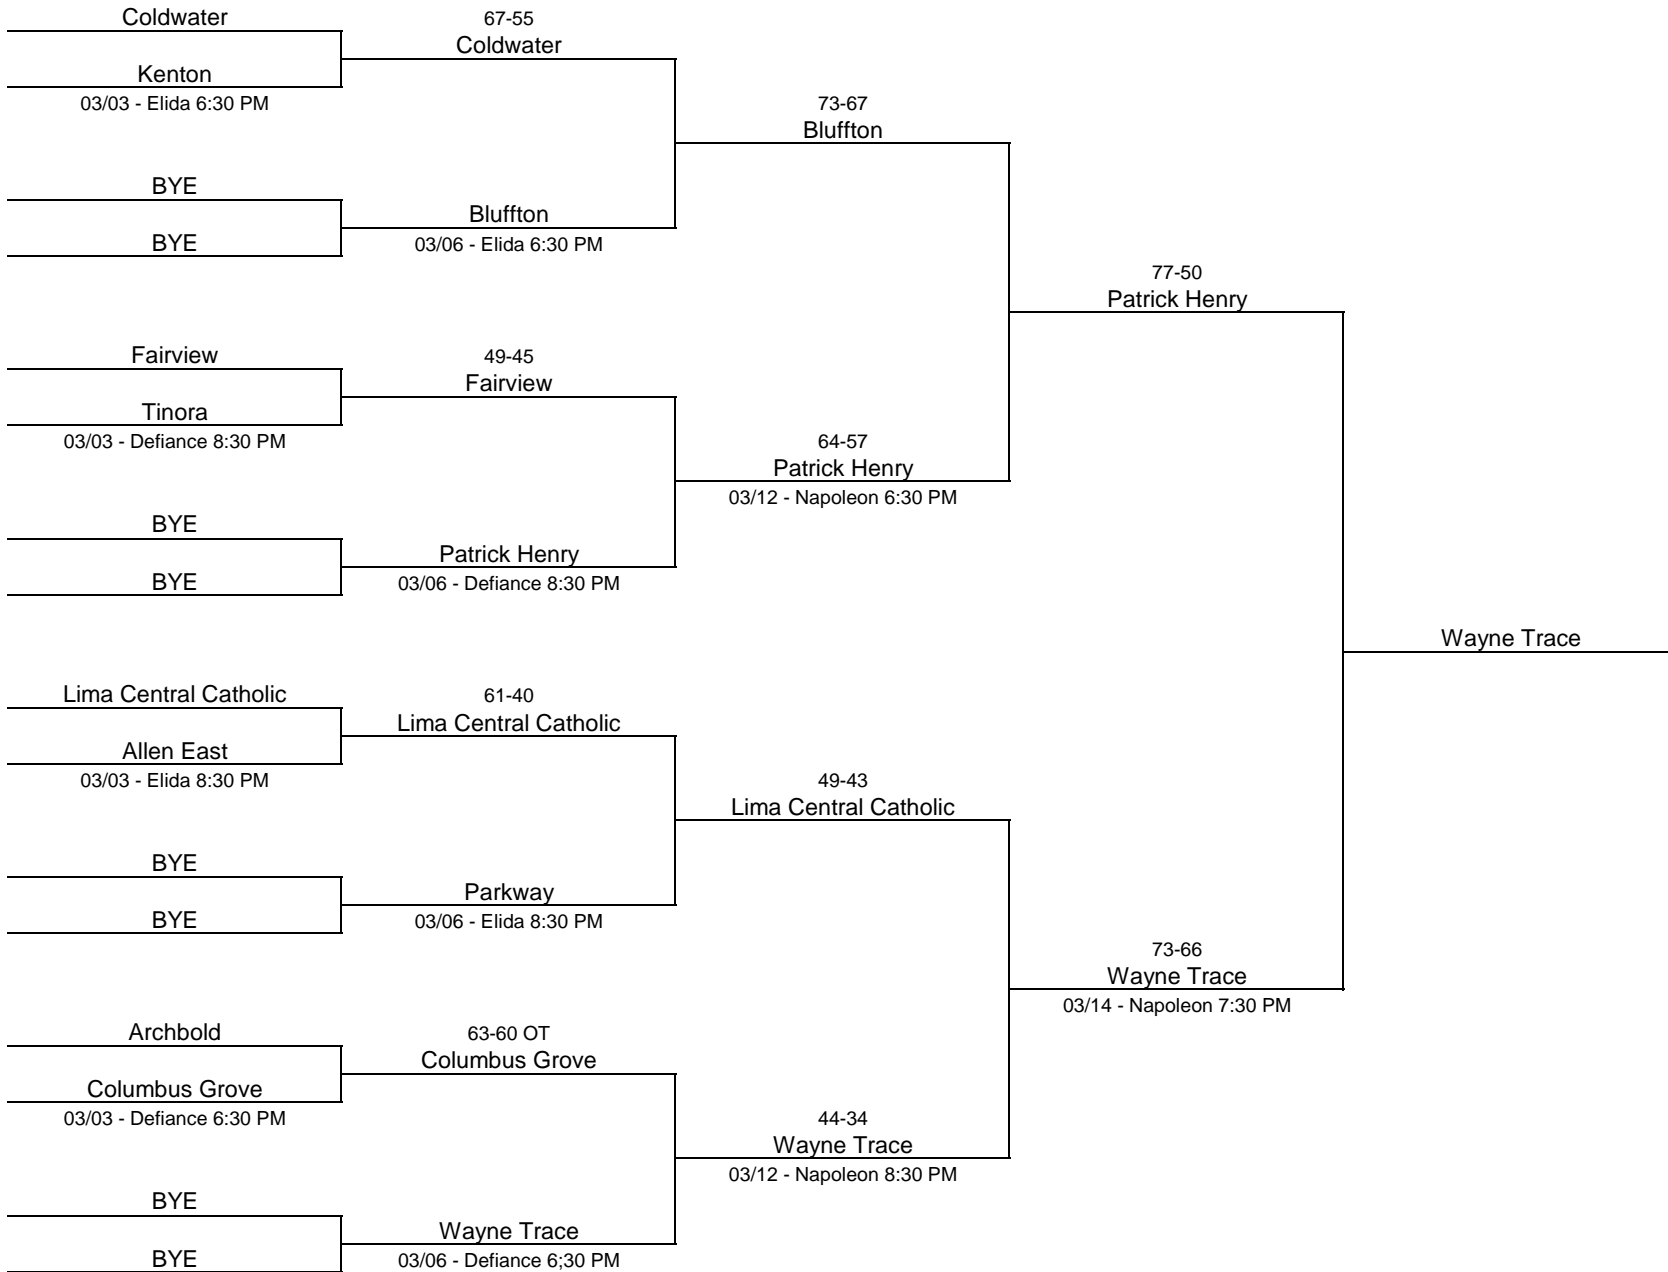 Coldwater
67-55
Coldwater
Kenton
03/03 - Elida 6:30 PM
73-67
Bluffton
BYE
Bluffton
BYE
03/06 - Elida 6:30 PM
77-50
Patrick Henry
Fairview
49-45
Fairview
Tinora
03/03 - Defiance 8:30 PM
64-57
Patrick Henry
03/12 - Napoleon 6:30 PM
BYE
Patrick Henry
BYE
03/06 - Defiance 8:30 PM
Wayne Trace
Lima Central Catholic
61-40
Lima Central Catholic
Allen East
03/03 - Elida 8:30 PM
49-43
Lima Central Catholic
BYE
Parkway
BYE
03/06 - Elida 8:30 PM
73-66
Wayne Trace
03/14 - Napoleon 7:30 PM
Archbold
63-60 OT
Columbus Grove
Columbus Grove
03/03 - Defiance 6:30 PM
44-34
Wayne Trace
03/12 - Napoleon 8:30 PM
BYE
Wayne Trace
BYE
03/06 - Defiance 6;30 PM